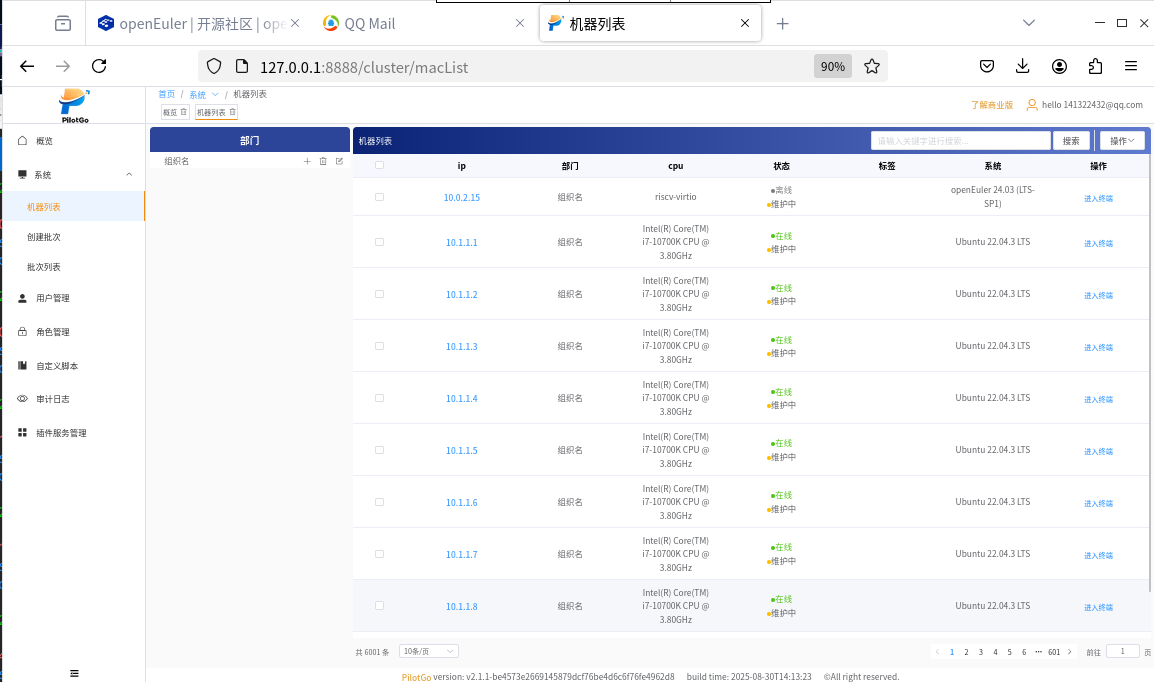 openEuler | 开源社区 | ope
QQ Mail
机器列表
127.0.0.1:8888/cluster/macList
90%
PilotGo
首页 / 系统 / 机器列表
概览
机器列表
了解商业版
hello 141322432@qq.com
概览
系统
机器列表
创建批次
批次列表
用户管理
角色管理
自定义脚本
审计日志
插件服务管理
部门
组织名
机器列表
请输入关键字进行搜索...
搜索
操作
ip 部门 cpu 状态 标签 系统 操作
10.0.2.15 组织名 riscv-virtio 离线 维护中 openEuler 24.03 (LTS-SP1) 进入终端
10.1.1.1 组织名 Intel(R) Core(TM) i7-10700K CPU @ 3.80GHz 在线 维护中 Ubuntu 22.04.3 LTS 进入终端
10.1.1.2 组织名 Intel(R) Core(TM) i7-10700K CPU @ 3.80GHz 在线 维护中 Ubuntu 22.04.3 LTS 进入终端
10.1.1.3 组织名 Intel(R) Core(TM) i7-10700K CPU @ 3.80GHz 在线 维护中 Ubuntu 22.04.3 LTS 进入终端
10.1.1.4 组织名 Intel(R) Core(TM) i7-10700K CPU @ 3.80GHz 在线 维护中 Ubuntu 22.04.3 LTS 进入终端
10.1.1.5 组织名 Intel(R) Core(TM) i7-10700K CPU @ 3.80GHz 在线 维护中 Ubuntu 22.04.3 LTS 进入终端
10.1.1.6 组织名 Intel(R) Core(TM) i7-10700K CPU @ 3.80GHz 在线 维护中 Ubuntu 22.04.3 LTS 进入终端
10.1.1.7 组织名 Intel(R) Core(TM) i7-10700K CPU @ 3.80GHz 在线 维护中 Ubuntu 22.04.3 LTS 进入终端
10.1.1.8 组织名 Intel(R) Core(TM) i7-10700K CPU @ 3.80GHz 在线 维护中 Ubuntu 22.04.3 LTS 进入终端
共 6001 条 10条/页 1 2 3 4 5 6 ··· 601 前往 1 页
PilotGo version: v2.1.1-be4573e2669145879dcf76be4d6c6f76fe4962d8 build time: 2025-08-30T14:13:23 ©All right reserved.